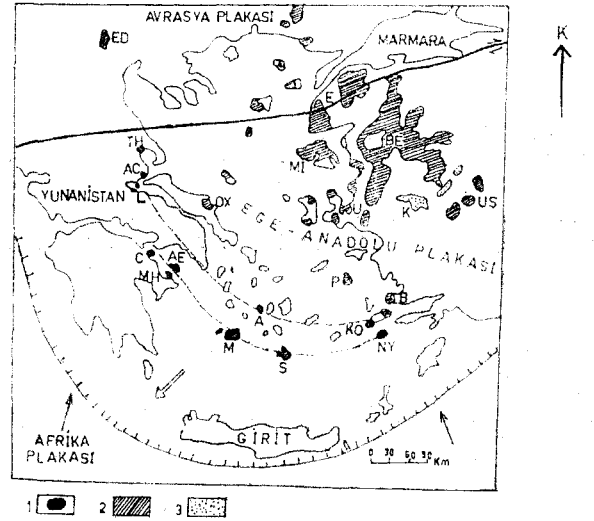 AVRASYA PLAKASI
MARMARA
K
ED
E
TH
MI
BE
AC
YUNANİSTAN
L
OX
U
K
US
EGE-ANADOLU PLAKASI
C
AE
MH
P
B
A
KO
M
NY
S
AFRİKA
PLAKASI
GİRİT
0 30 60 90
Km
1 2 3